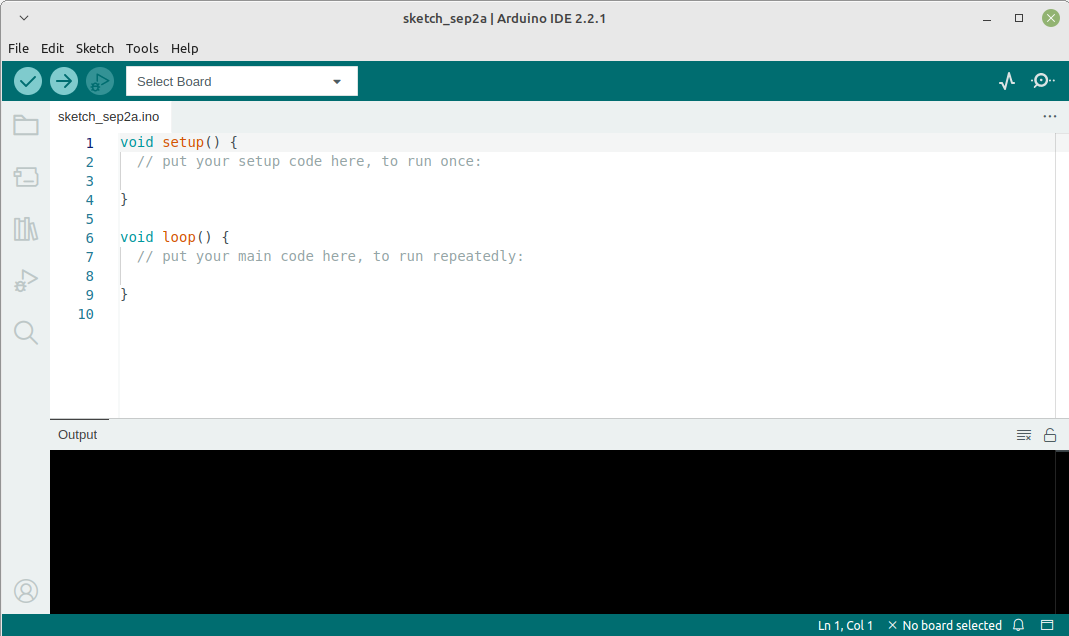 sketch_sep2a | Arduino IDE 2.2.1
File Edit Sketch Tools Help
Select Board
sketch_sep2a.ino
1 void setup() {
2   // put your setup code here, to run once:
3
4 }
5
6 void loop() {
7   // put your main code here, to run repeatedly:
8
9 }
10
Output
Ln 1, Col 1 × No board selected